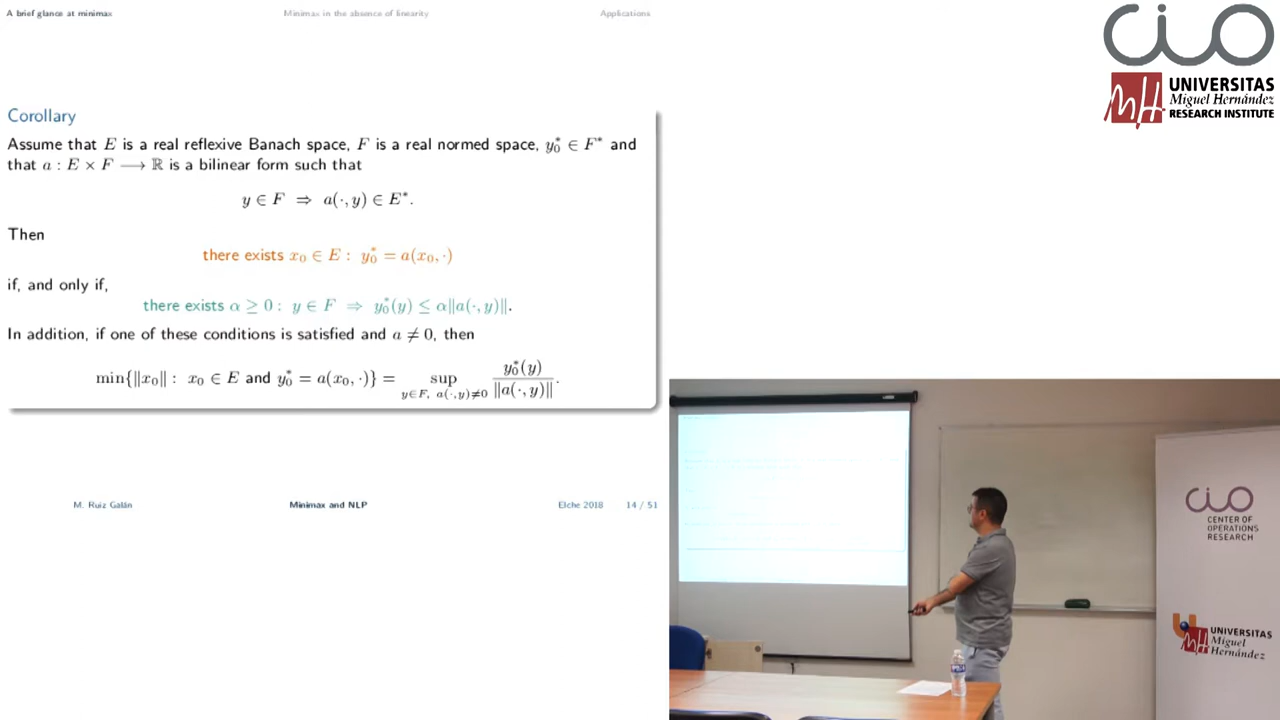 A brief glance at minimax
Minimax in the absence of linearity
Applications
Corollary
Assume that E is a real reflexive Banach space, F is a real normed space, y₀* ∈ F* and
that a : E × F ⟶ ℝ is a bilinear form such that
y ∈ F ⇒ a(·, y) ∈ E*.
Then
there exists x₀ ∈ E : y₀* = a(x₀, ·)
if, and only if,
there exists α ≥ 0 : y ∈ F ⇒ y₀*(y) ≤ α‖a(·, y)‖.
In addition, if one of these conditions is satisfied and a ≠ 0, then
min{‖x₀‖ : x₀ ∈ E and y₀* = a(x₀, ·)} = sup y∈F, a(·,y)≠0 y₀*(y) / ‖a(·, y)‖.
M. Ruiz Galán
Minimax and NLP
Elche 2018
14 / 51
CIO
UNIVERSITAS
Miguel Hernández
RESEARCH INSTITUTE
CIO
CENTER OF
OPERATIONS
RESEARCH
UNIVERSITAS
Miguel
Hernández